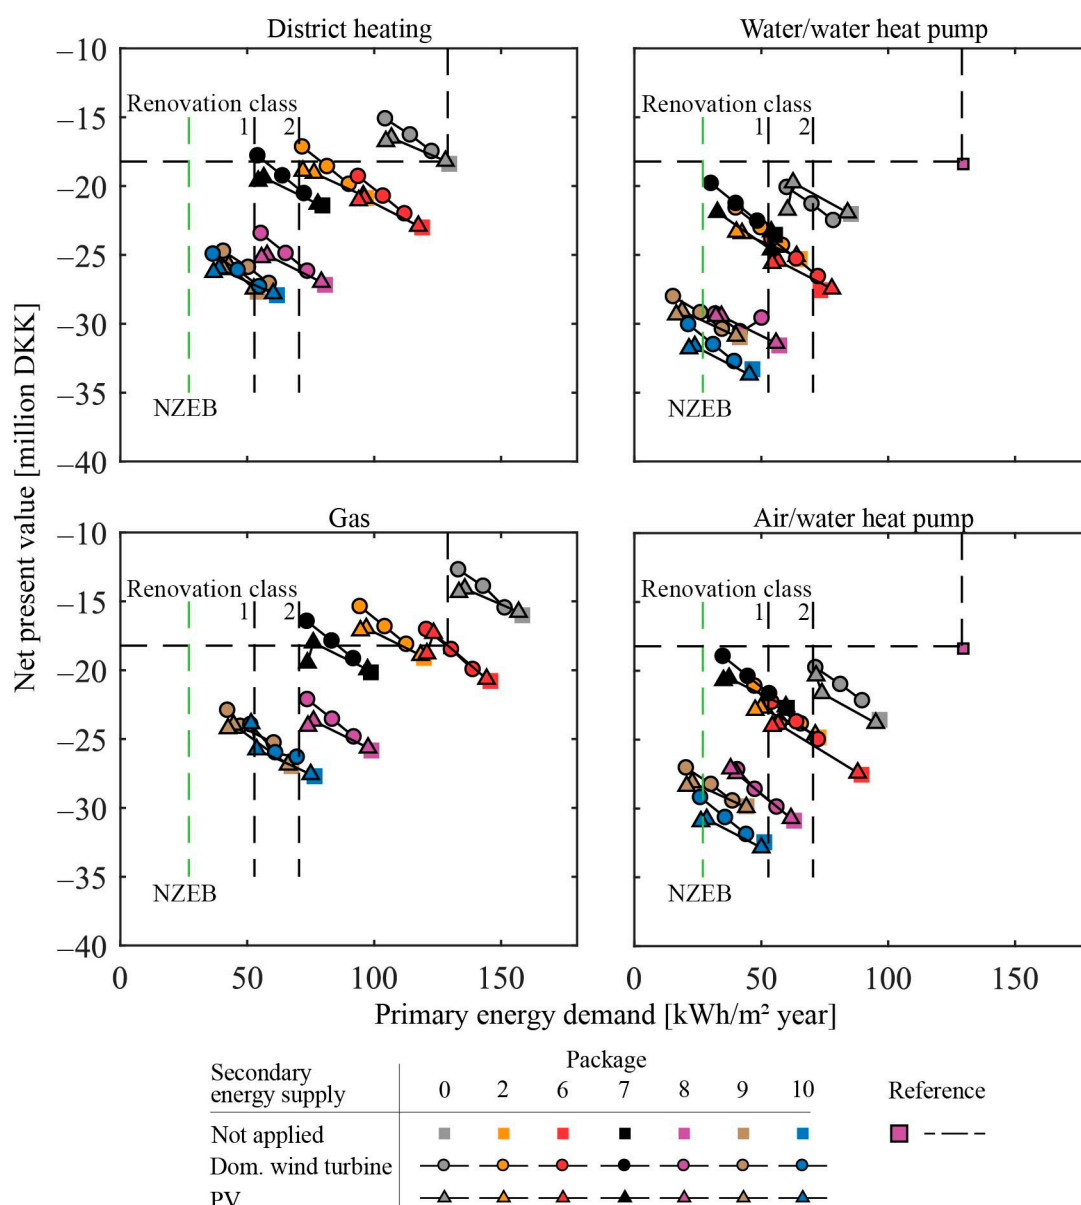 District heating
Water/water heat pump
−10
−15
−20
−25
−30
−35
−40
Renovation class
1 2
NZEB
Renovation class
1 2
NZEB
Gas
Air/water heat pump
−10
−15
−20
−25
−30
−35
−40
Renovation class
1 2
NZEB
Renovation class
1 2
NZEB
0 50 100 150 0 50 100 150
Net present value [million DKK]
Primary energy demand [kWh/m² year]
Package
Secondary
energy supply
0 2 6 7 8 9 10
Reference
Not applied
Dom. wind turbine
PV